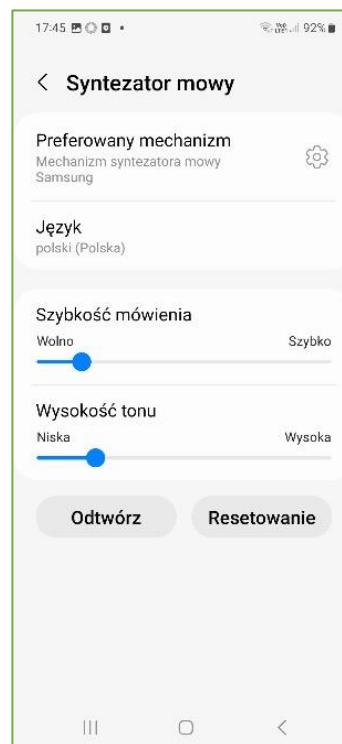 17:45 92%
Syntezator mowy
Preferowany mechanizm
Mechanizm syntezatora mowy
Samsung
Język
polski (Polska)
Szybkość mówienia
Wolno Szybko
Wysokość tonu
Niska Wysoka
Odtwórz Resetowanie